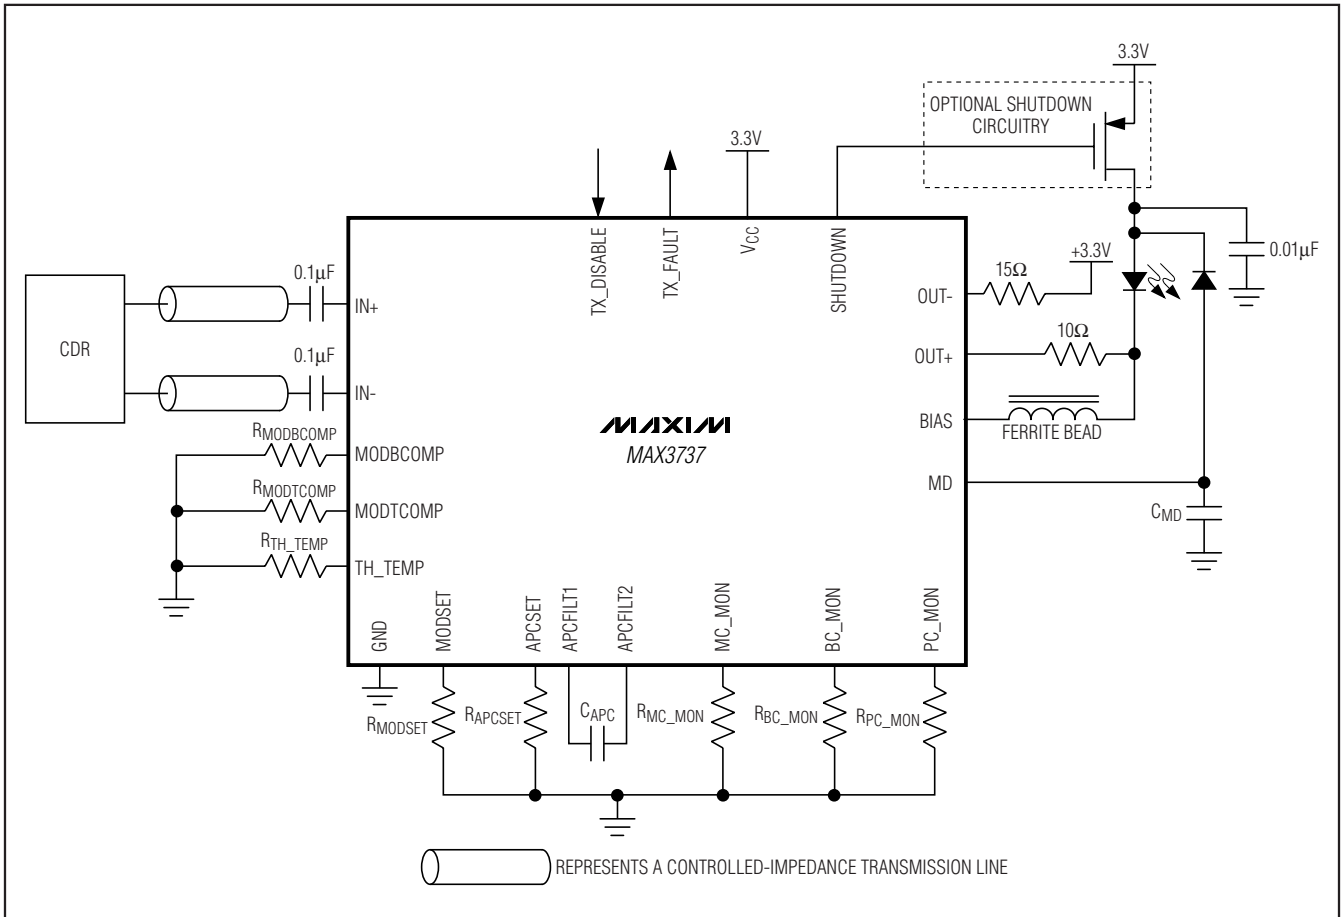 3.3V
OPTIONAL SHUTDOWN
CIRCUITRY
3.3V
TX_DISABLE
TX_FAULT
VCC
SHUTDOWN
0.01μF
+3.3V
15Ω
OUT-
10Ω
OUT+
BIAS
FERRITE BEAD
MD
CMD
CDR
0.1μF
IN+
0.1μF
IN-
RMODBCOMP
MODBCOMP
RMODTCOMP
MODTCOMP
RTH_TEMP
TH_TEMP
MAXIM
MAX3737
GND
MODSET
APCSET
APCFILT1
APCFILT2
MC_MON
BC_MON
PC_MON
RMODSET
RAPCSET
CAPC
RMC_MON
RBC_MON
RPC_MON
REPRESENTS A CONTROLLED-IMPEDANCE TRANSMISSION LINE